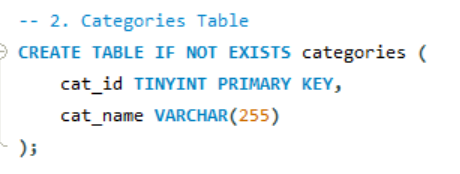 -- 2. Categories Table
CREATE TABLE IF NOT EXISTS categories (
    cat_id TINYINT PRIMARY KEY,
    cat_name VARCHAR(255)
);